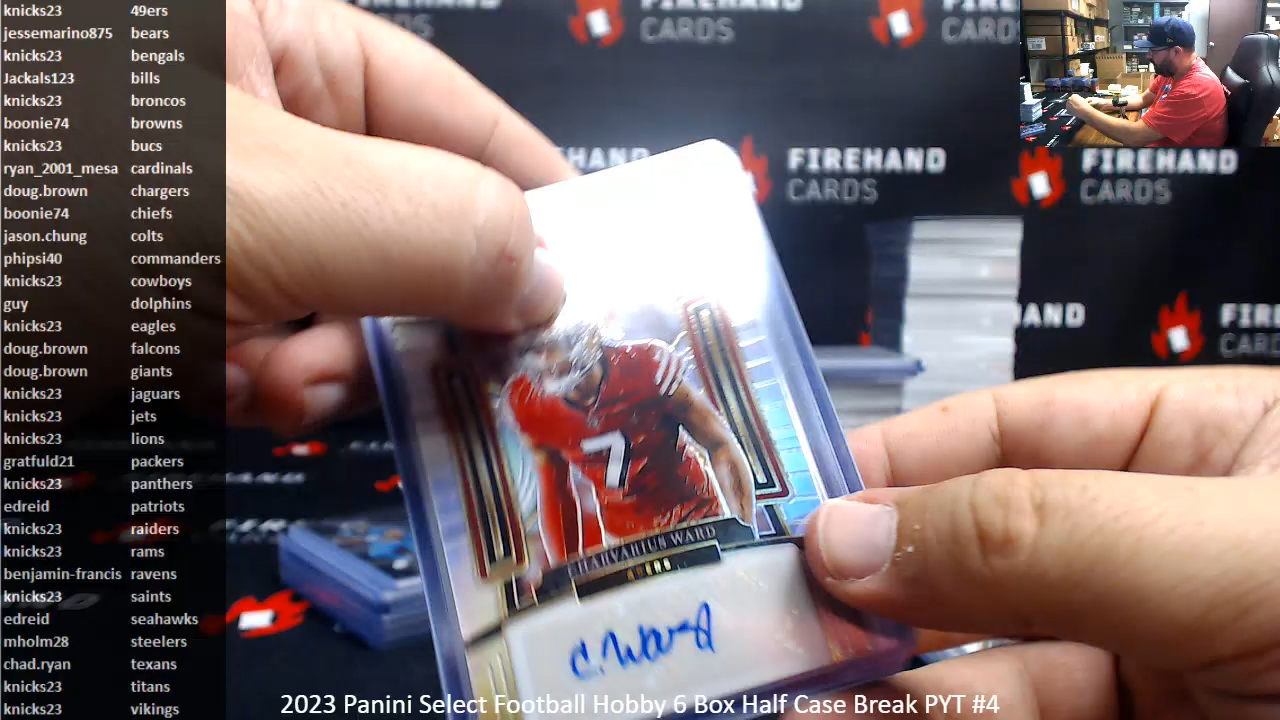 knicks23 49ers
jessemarino875 bears
knicks23 bengals
Jackals123 bills
knicks23 broncos
boonie74 browns
knicks23 bucs
ryan_2001_mesa cardinals
doug.brown chargers
boonie74 chiefs
jason.chung colts
phipsi40 commanders
knicks23 cowboys
guy dolphins
knicks23 eagles
doug.brown falcons
doug.brown giants
knicks23 jaguars
knicks23 jets
knicks23 lions
gratfuld21 packers
knicks23 panthers
edreid patriots
knicks23 raiders
knicks23 rams
benjamin-francis ravens
knicks23 saints
edreid seahawks
mholm28 steelers
chad.ryan texans
knicks23 titans
knicks23 vikings
FIREHAND
CARDS
FIREHAND
CARDS
FIREHAND
CARDS
7
CHARVARIUS WARD
49ERS
C. Ward
2023 Panini Select Football Hobby 6 Box Half Case Break PYT #4